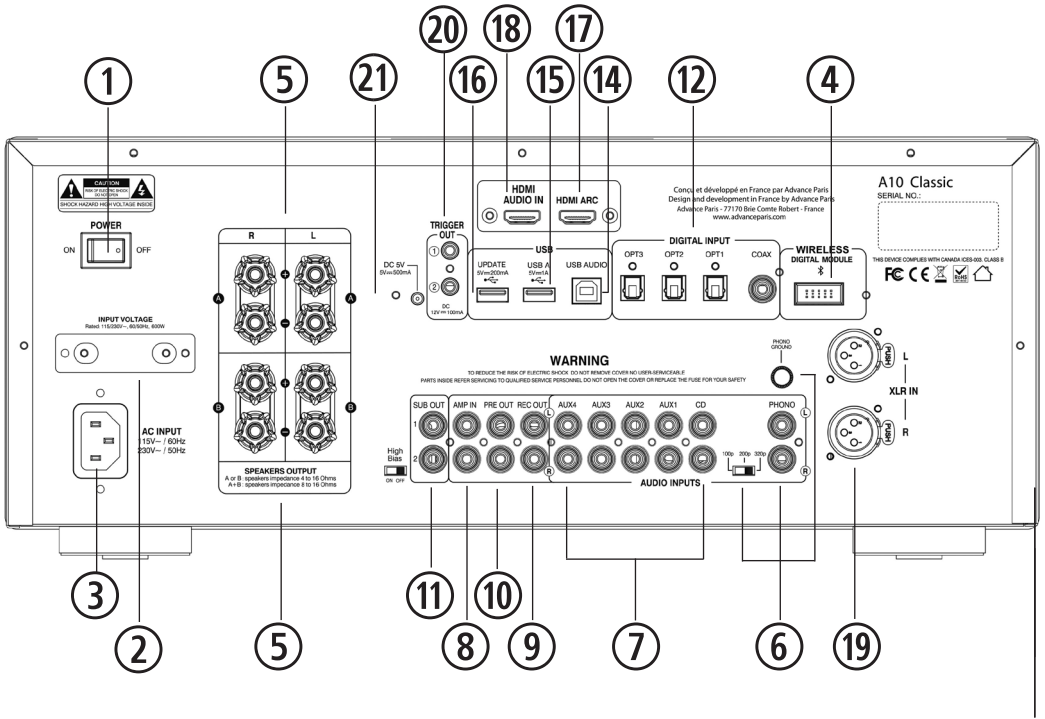 20
18
17
1
5
21
16
15
14
12
4
CAUTION
RISK OF ELECTRIC SHOCK
DO NOT OPEN
SHOCK HAZARD HIGH VOLTAGE INSIDE
POWER
ON
OFF
INPUT VOLTAGE
Rated: 115/230V~, 60/50Hz, 600W
AC INPUT
115V~ / 60Hz
230V~ / 50Hz
R
L
A
A
B
B
SPEAKERS OUTPUT
A or B : speakers impedance 4 to 16 Ohms
A+B : speakers impedance 8 to 16 Ohms
DC 5V
5V⎓500mA
TRIGGER
OUT
1
2
DC
12V⎓100mA
HDMI
AUDIO IN
HDMI ARC
USB
UPDATE
5V⎓200mA
USB A
5V⎓1A
USB AUDIO
Conçu et développé en France par Advance Paris
Design and development in France by Advance Paris
Advance Paris - 77170 Brie Comte Robert - France
www.advanceparis.com
DIGITAL INPUT
OPT3
OPT2
OPT1
COAX
WIRELESS
DIGITAL MODULE
A10 Classic
SERIAL NO.:
THIS DEVICE COMPLIES WITH CANADA ICES-003. CLASS B
FC CE RoHS
WARNING
TO REDUCE THE RISK OF ELECTRIC SHOCK DO NOT REMOVE COVER NO USER-SERVICEABLE
PARTS INSIDE REFER SERVICING TO QUALIFIED SERVICE PERSONNEL DO NOT OPEN THE COVER OR REPLACE THE FUSE FOR YOUR SAFETY
PHONO
GROUND
High
Bias
ON OFF
SUB OUT
1
2
AMP IN
PRE OUT
REC OUT
L
R
AUX4
AUX3
AUX2
AUX1
CD
PHONO
L
R
100p
200p
320p
AUDIO INPUTS
PUSH
L
XLR IN
R
PUSH
3
2
5
11
8
10
9
7
6
19